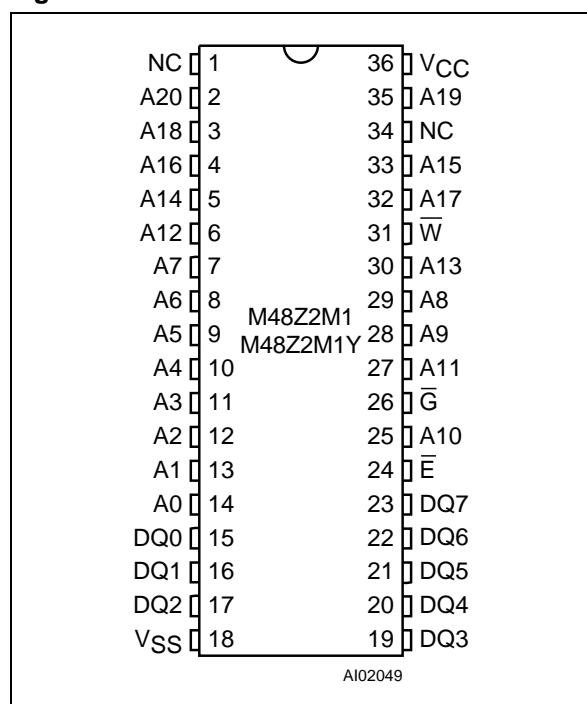 NC 1 36 VCC
A20 2 35 A19
A18 3 34 NC
A16 4 33 A15
A14 5 32 A17
A12 6 31 W̅
A7 7 30 A13
A6 8 29 A8
M48Z2M1
A5 9 28 A9
M48Z2M1Y
A4 10 27 A11
A3 11 26 G̅
A2 12 25 A10
A1 13 24 E̅
A0 14 23 DQ7
DQ0 15 22 DQ6
DQ1 16 21 DQ5
DQ2 17 20 DQ4
VSS 18 19 DQ3
AI02049